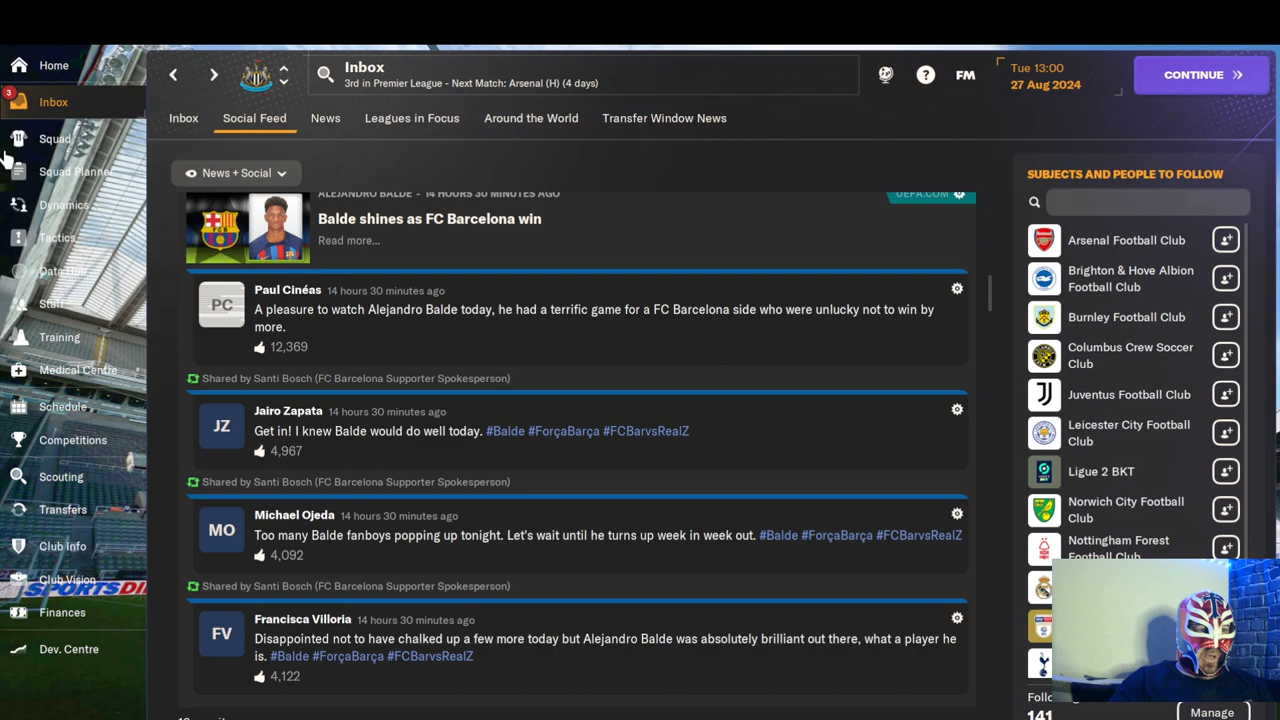 Home
3
Inbox
Squad
Squad Planner
Dynamics
Tactics
Data Hub
Staff
Training
Medical Centre
Schedule
Competitions
Scouting
Transfers
Club Info
Club Vision
SPORTS DI
Finances
Dev. Centre
Inbox
3rd in Premier League - Next Match: Arsenal (H) (4 days)
?
FM
Tue 13:00
27 Aug 2024
CONTINUE
Inbox
Social Feed
News
Leagues in Focus
Around the World
Transfer Window News
News + Social
ALEJANDRO BALDE - 14 HOURS 30 MINUTES AGO
UEFA.COM
Balde shines as FC Barcelona win
Read more...
PC
Paul Cinéas 14 hours 30 minutes ago
A pleasure to watch Alejandro Balde today, he had a terrific game for a FC Barcelona side who were unlucky not to win by
more.
12,369
Shared by Santi Bosch (FC Barcelona Supporter Spokesperson)
JZ
Jairo Zapata 14 hours 30 minutes ago
Get in! I knew Balde would do well today. #Balde #ForçaBarça #FCBarvsRealZ
4,967
Shared by Santi Bosch (FC Barcelona Supporter Spokesperson)
MO
Michael Ojeda 14 hours 30 minutes ago
Too many Balde fanboys popping up tonight. Let's wait until he turns up week in week out. #Balde #ForçaBarça #FCBarvsRealZ
4,092
Shared by Santi Bosch (FC Barcelona Supporter Spokesperson)
FV
Francisca Villoria 14 hours 30 minutes ago
Disappointed not to have chalked up a few more today but Alejandro Balde was absolutely brilliant out there, what a player he
is. #Balde #ForçaBarça #FCBarvsRealZ
4,122
SUBJECTS AND PEOPLE TO FOLLOW
Arsenal Football Club
Brighton & Hove Albion
Football Club
Burnley Football Club
Columbus Crew Soccer
Club
Juventus Football Club
Leicester City Football
Club
Ligue 2 BKT
Norwich City Football
Club
Nottingham Forest
Football Club
Follo
141
Manage